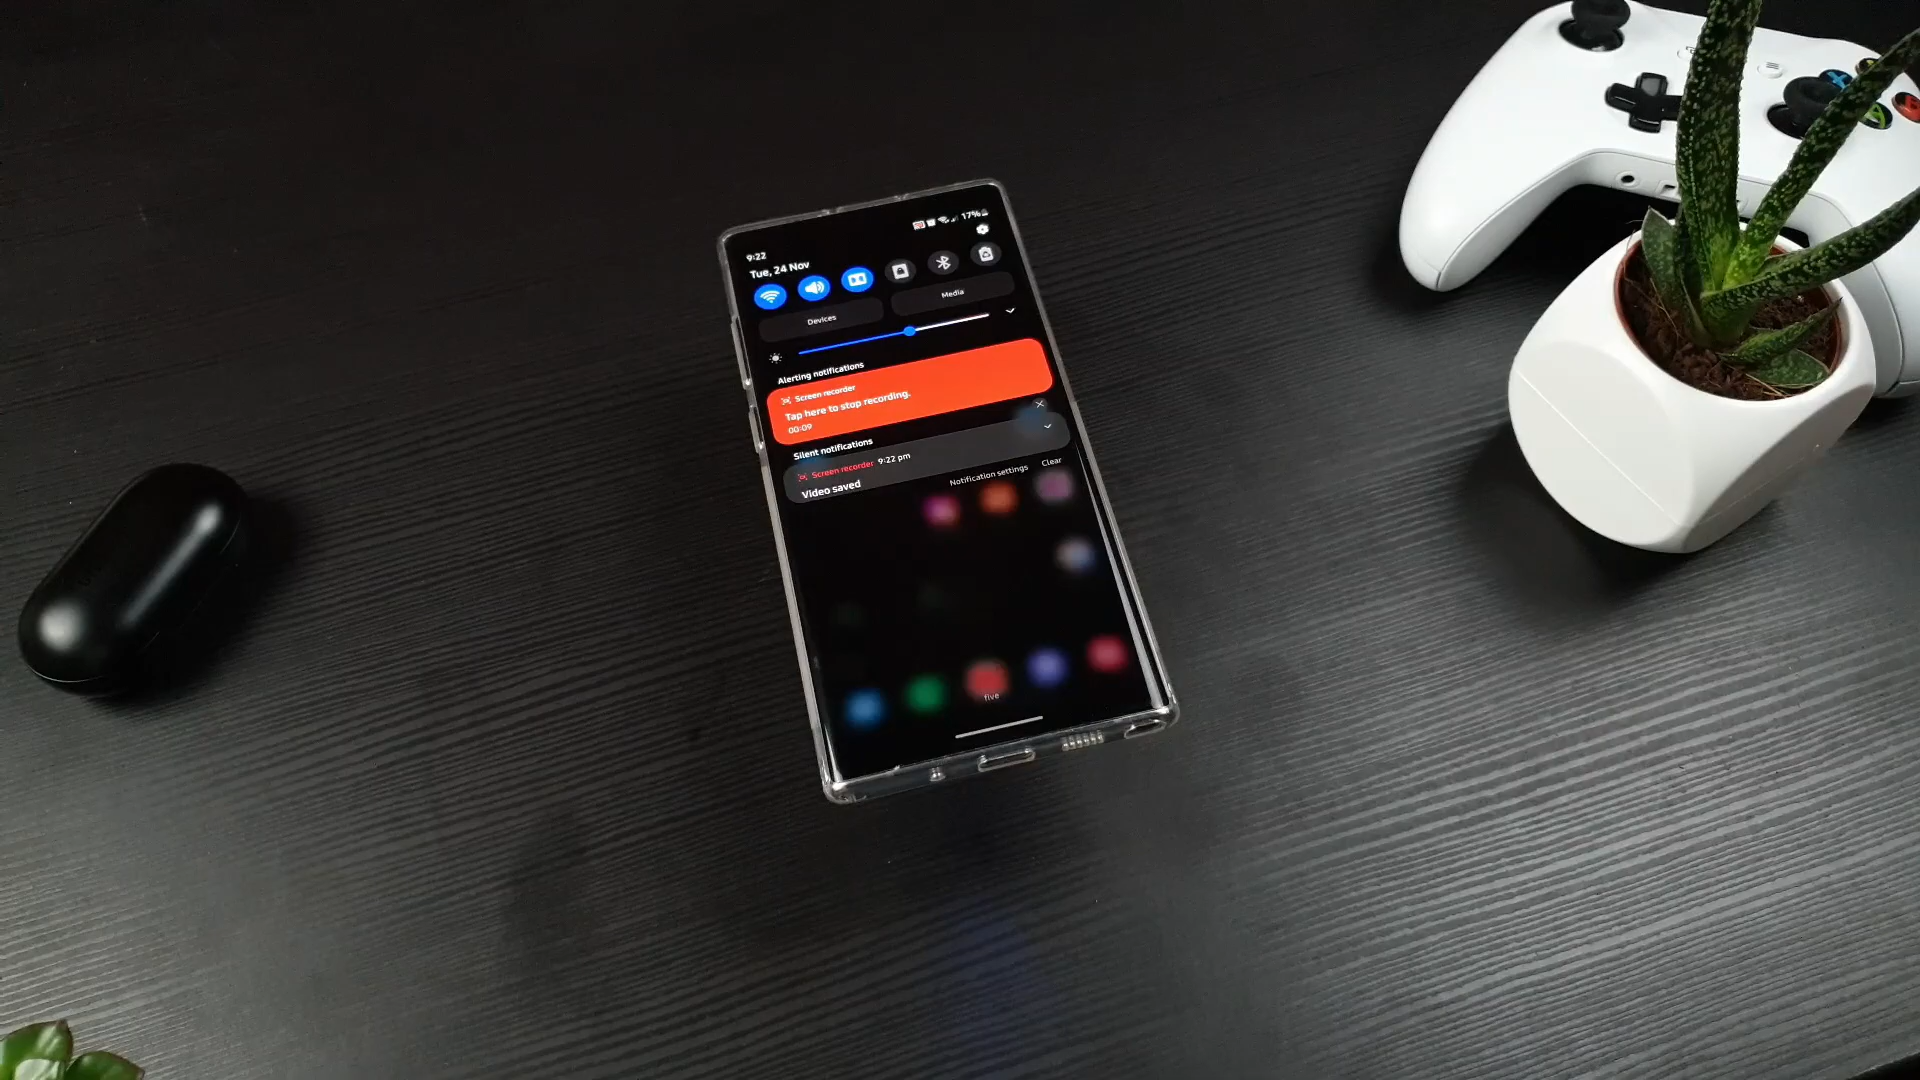 17%
9:22
Tue, 24 Nov
Devices
Media
Alerting notifications
Screen recorder
Tap here to stop recording.
00:09
Silent notifications
Screen recorder 9:22 pm
Video saved
Notification settings
Clear
five
X
A